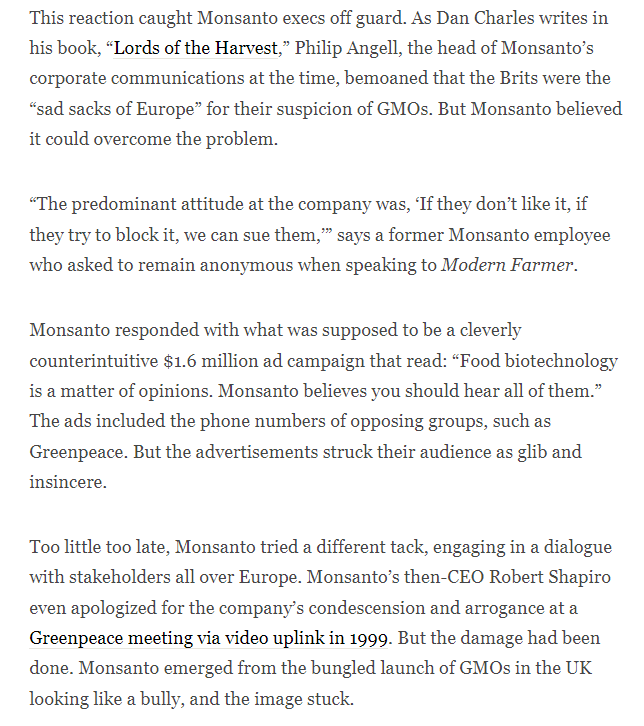 This reaction caught Monsanto execs off guard. As Dan Charles writes in
his book, “Lords of the Harvest,” Philip Angell, the head of Monsanto’s
corporate communications at the time, bemoaned that the Brits were the
“sad sacks of Europe” for their suspicion of GMOs. But Monsanto believed
it could overcome the problem.
“The predominant attitude at the company was, ‘If they don’t like it, if
they try to block it, we can sue them,’” says a former Monsanto employee
who asked to remain anonymous when speaking to Modern Farmer.
Monsanto responded with what was supposed to be a cleverly
counterintuitive $1.6 million ad campaign that read: “Food biotechnology
is a matter of opinions. Monsanto believes you should hear all of them.”
The ads included the phone numbers of opposing groups, such as
Greenpeace. But the advertisements struck their audience as glib and
insincere.
Too little too late, Monsanto tried a different tack, engaging in a dialogue
with stakeholders all over Europe. Monsanto’s then-CEO Robert Shapiro
even apologized for the company’s condescension and arrogance at a
Greenpeace meeting via video uplink in 1999. But the damage had been
done. Monsanto emerged from the bungled launch of GMOs in the UK
looking like a bully, and the image stuck.